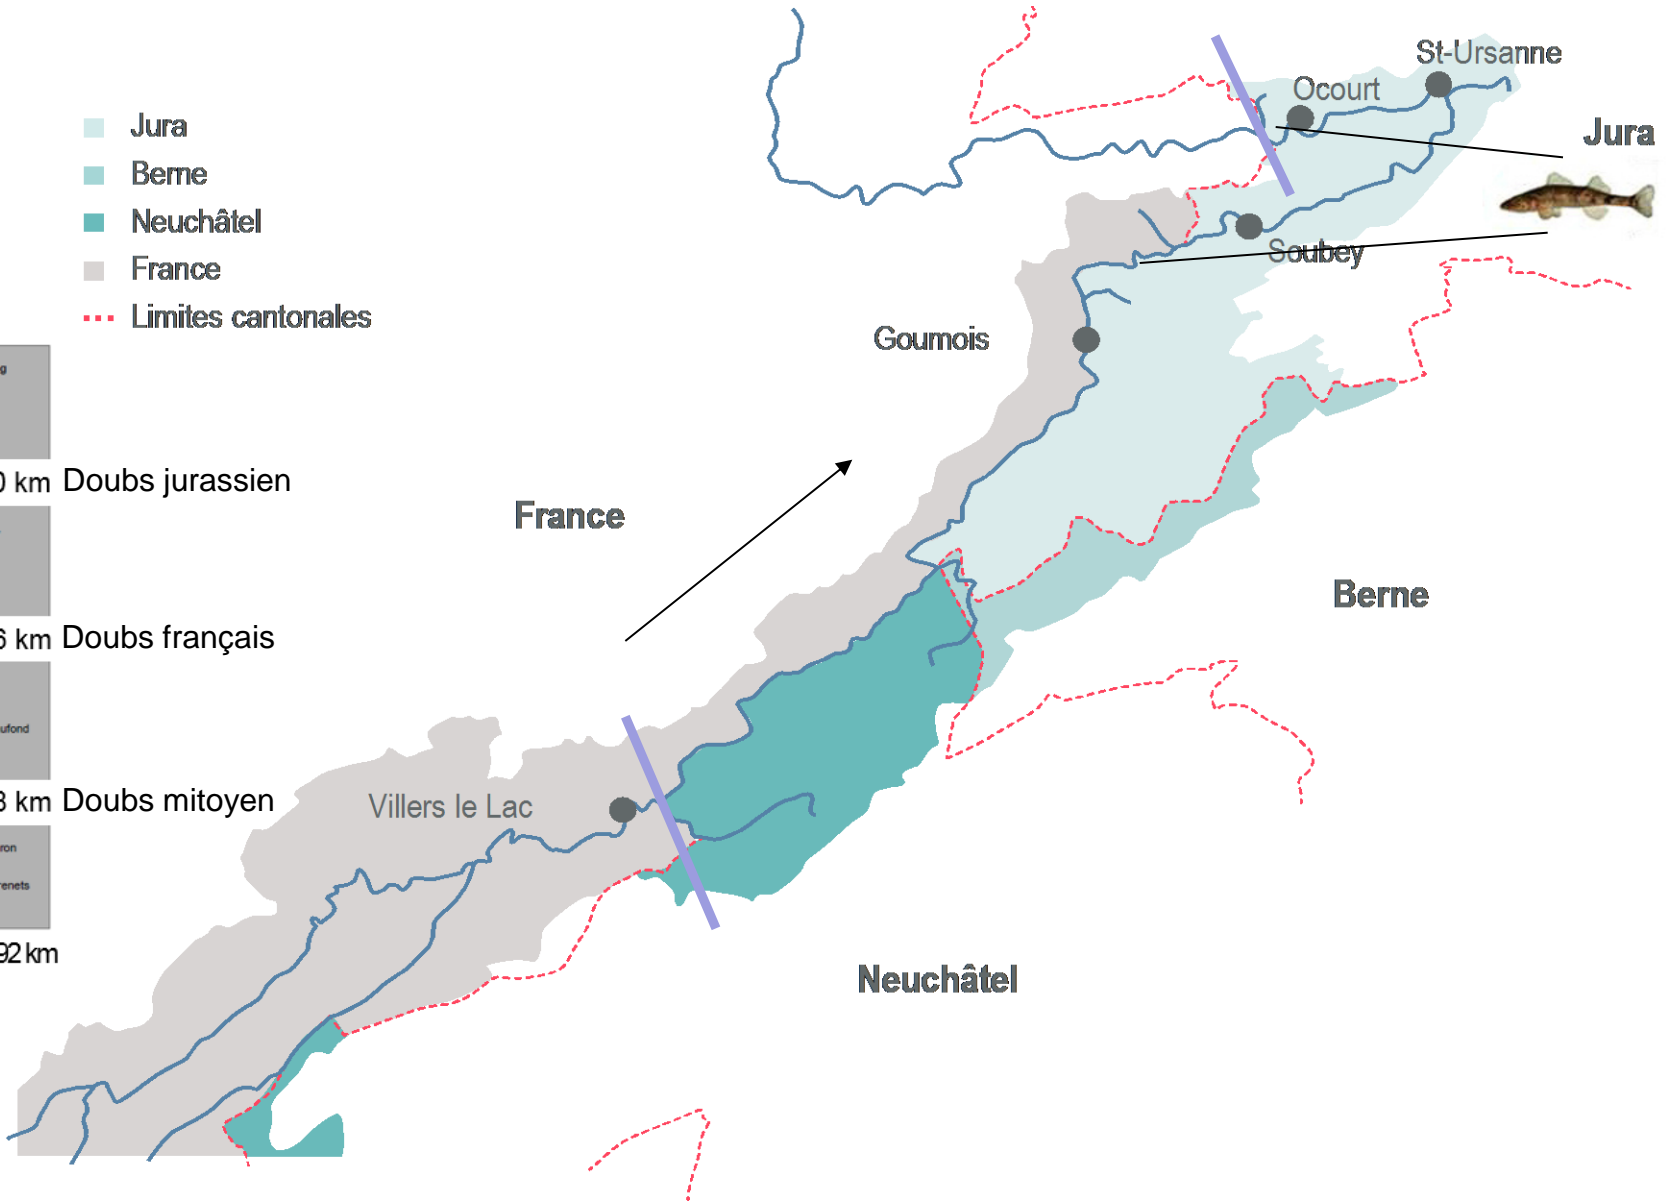 St-Ursanne
Ocourt
Jura
Jura
Berne
Neuchâtel
France
Limites cantonales
Soubey
Goumois
km Doubs jurassien
France
Berne
km Doubs français
km Doubs mitoyen
Villers le Lac
92 km
Neuchâtel